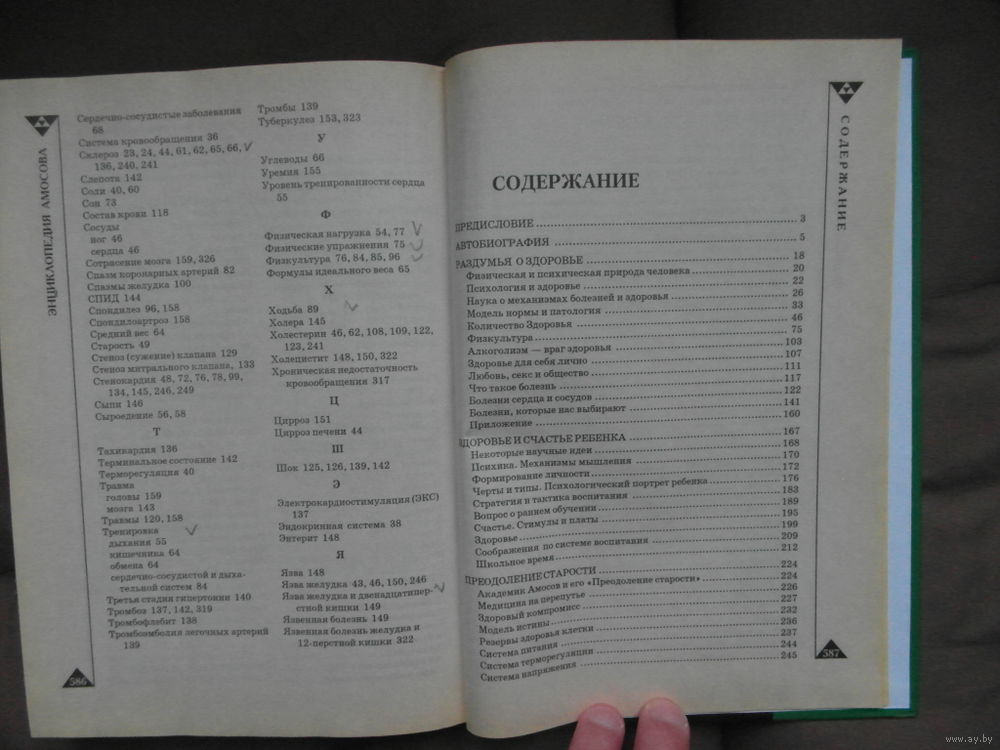 ЭНЦИКЛОПЕДИЯ АМОСОВА
Сердечно-сосудистые заболевания
68
Система кровообращения 36
Склероз 23, 24, 44, 61, 62, 65, 66,
136, 240, 241
Слепота 142
Соли 40, 60
Сон 73
Состав крови 118
Сосуды
ног 46
сердца 46
Сотрясение мозга 159, 326
Спазм коронарных артерий 82
Спазмы желудка 100
СПИД 144
Спондилез 96, 158
Спондилоартроз 158
Средний вес 64
Старость 49
Стеноз (сужение) клапана 129
Стеноз митрального клапана, 133
Стенокардия 48, 72, 76, 78, 99,
134, 145, 246, 249
Сыпи 146
Сыроедение 56, 58
Т
Тахикардия 136
Терминальное состояние 142
Терморегуляция 40
Травма
головы 159
мозга 143
Травмы 120, 158
Тренировка
дыхания 55
кишечника 64
обмена 64
сердечно-сосудистой и дыха-
тельной систем 84
Третья стадия гипертонии 140
Тромбоз 137, 142, 319
Тромбофлебит 138
Тромбоэмболия легочных артерий
139
Тромбы 139
Туберкулез 153, 323
У
Углеводы 66
Уремия 155
Уровень тренированности сердца
55
Ф
Физическая нагрузка 54, 77
Физические упражнения 75
Физкультура 76, 84, 85, 96
Формулы идеального веса 65
Х
Ходьба 89
Холера 145
Холестерин 46, 62, 108, 109, 122,
123, 241
Холецистит 148, 150, 322
Хроническая недостаточность
кровообращения 317
Ц
Цирроз 151
Цирроз печени 44
Ш
Шок 125, 126, 139, 142
Э
Электрокардиостимуляция (ЭКС)
137
Эндокринная система 38
Энтерит 148
Я
Язва 148
Язва желудка 43, 46, 150, 246
Язва желудка и двенадцатипер-
стной кишки 149
Язвенная болезнь 149
Язвенная болезнь желудка и
12-перстной кишки 322
586
СОДЕРЖАНИЕ
ПРЕДИСЛОВИЕ 3
АВТОБИОГРАФИЯ 5
РАЗДУМЬЯ О ЗДОРОВЬЕ 18
Физическая и психическая природа человека 20
Психология и здоровье 22
Наука о механизмах болезней и здоровья 26
Модель нормы и патология 33
Количество Здоровья 46
Физкультура 75
Алкоголизм — враг здоровья 103
Здоровье для себя лично 107
Любовь, секс и общество 111
Что такое болезнь 117
Болезни сердца и сосудов 122
Болезни, которые нас выбирают 141
Приложение 160
ЗДОРОВЬЕ И СЧАСТЬЕ РЕБЕНКА 167
Некоторые научные идеи 168
Психика. Механизмы мышления 170
Формирование личности 172
Черты и типы. Психологический портрет ребенка 176
Стратегия и тактика воспитания 183
Вопрос о раннем обучении 189
Счастье. Стимулы и платы 195
Здоровье 199
Соображения по системе воспитания 209
Школьное время 212
ПРЕОДОЛЕНИЕ СТАРОСТИ 224
Академик Амосов и его «Преодоление старости» 224
Медицина на перепутье 226
Здоровый компромисс 227
Модель истины 232
Резервы здоровья клетки 236
Система питания 237
Система терморегуляции 244
Система напряжения 245
СОДЕРЖАНИЕ
587
www.ay.by